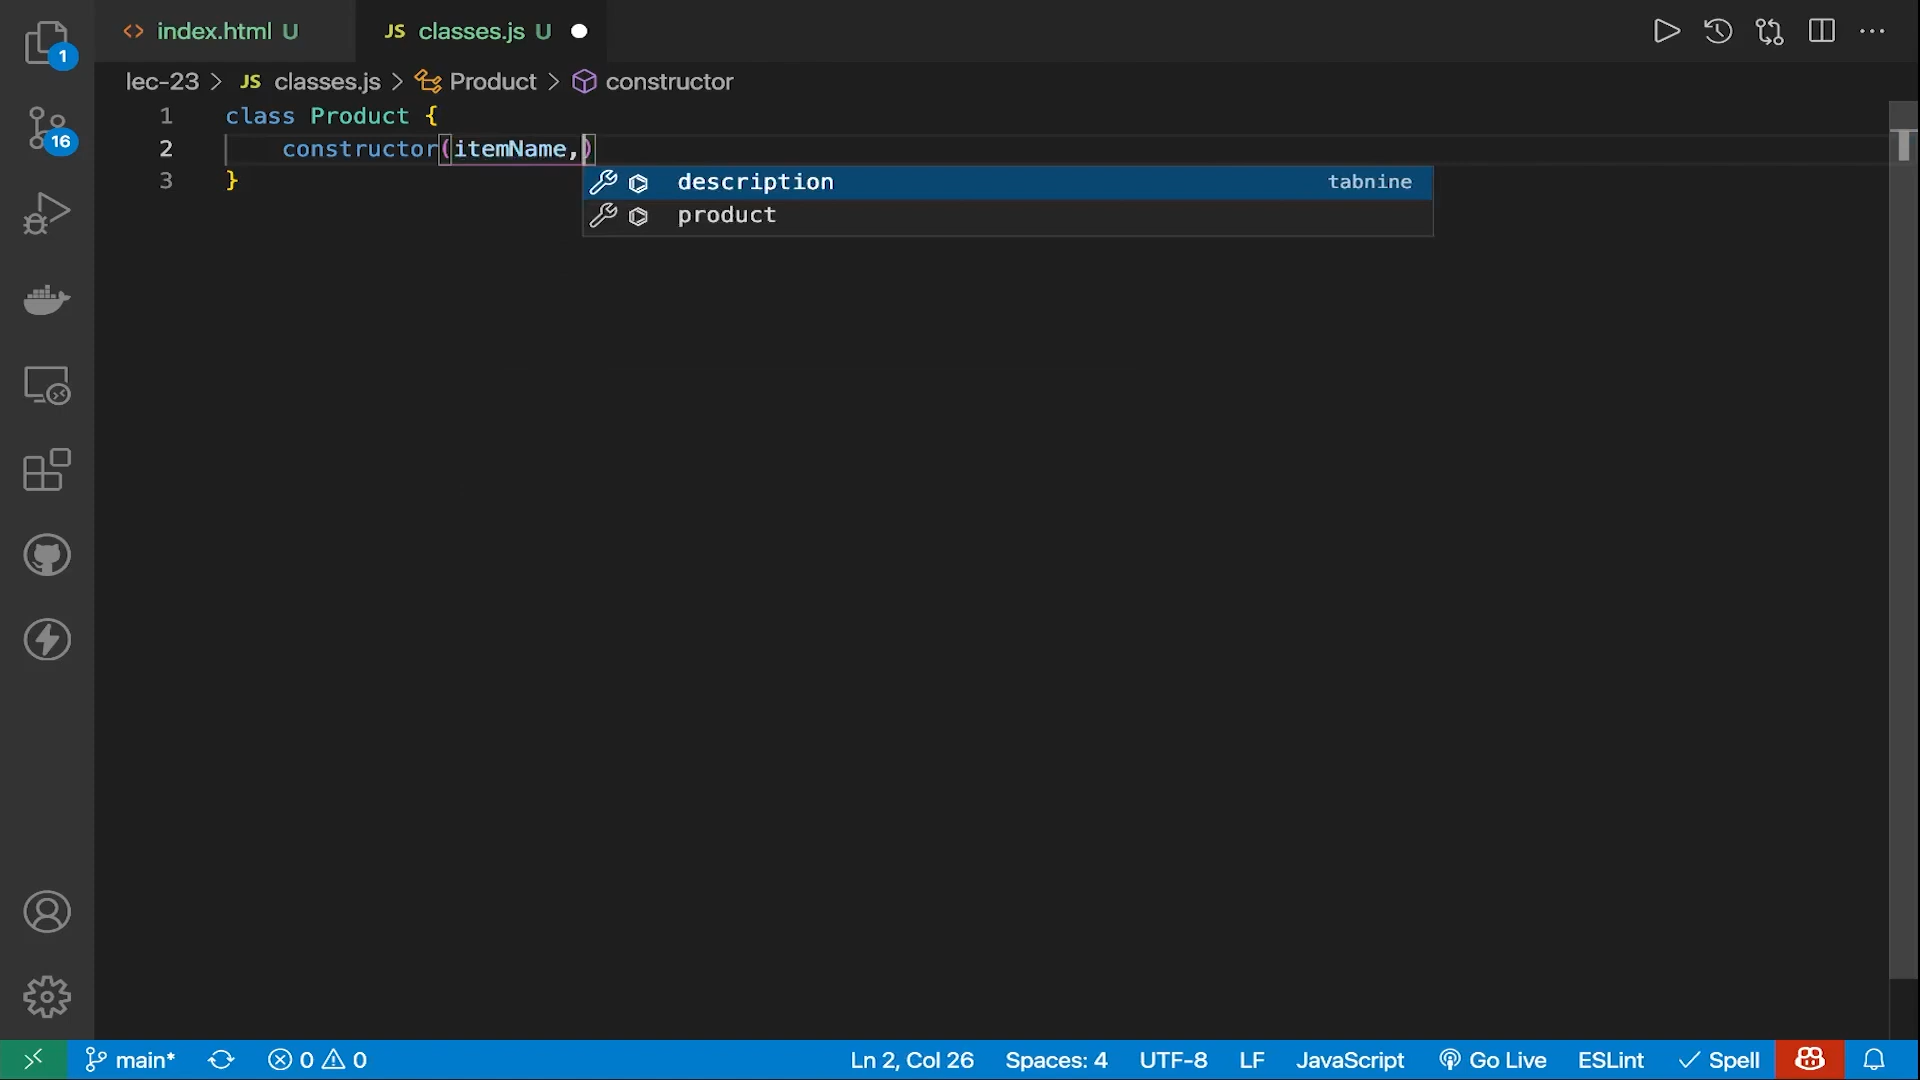 index.html U
JS classes.js U
1
lec-23 > JS classes.js > Product > constructor
1 class Product {
16
2 constructor(itemName,)
3 }
description tabnine
product
main* 0 0 Ln 2, Col 26 Spaces: 4 UTF-8 LF JavaScript Go Live ESLint Spell